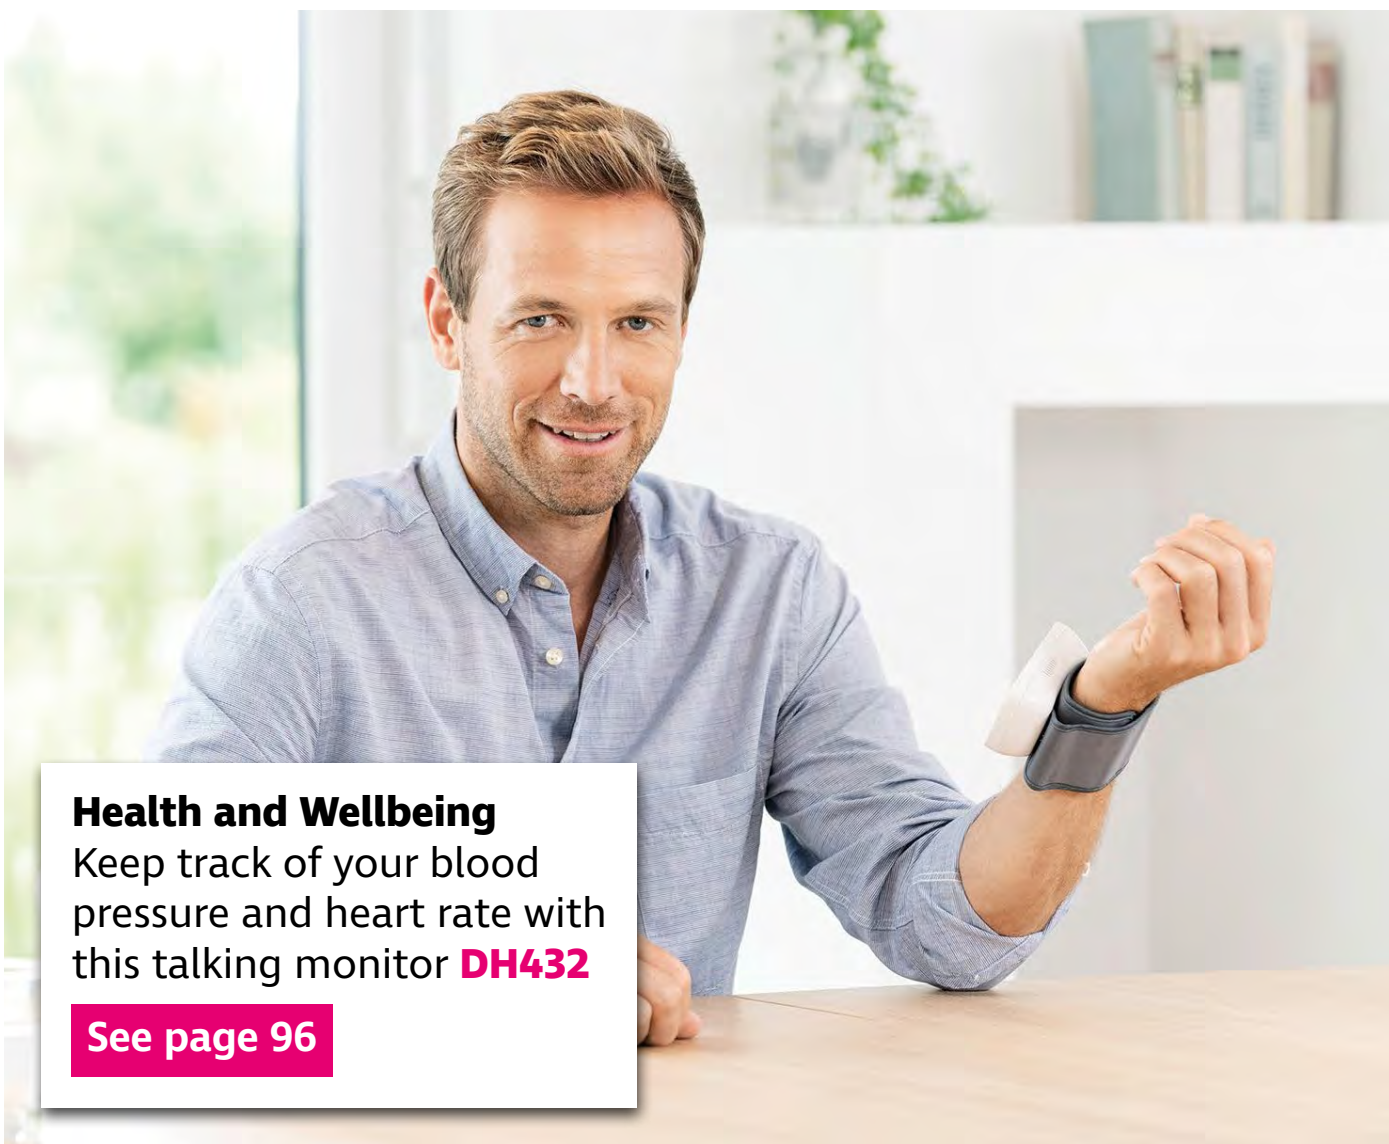 Health and Wellbeing
Keep track of your blood
pressure and heart rate with
this talking monitor DH432
See page 96